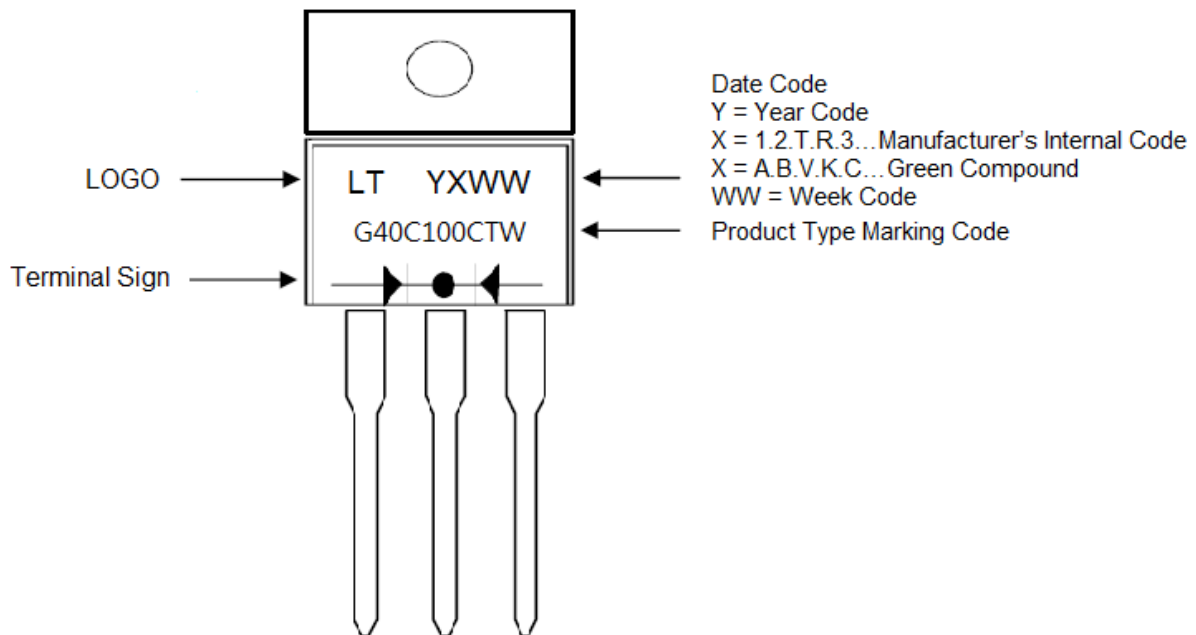 Date Code
Y = Year Code
X = 1.2.T.R.3...Manufacturer's Internal Code
X = A.B.V.K.C...Green Compound
WW = Week Code
LOGO
LT YXWW
G40C100CTW
Product Type Marking Code
Terminal Sign